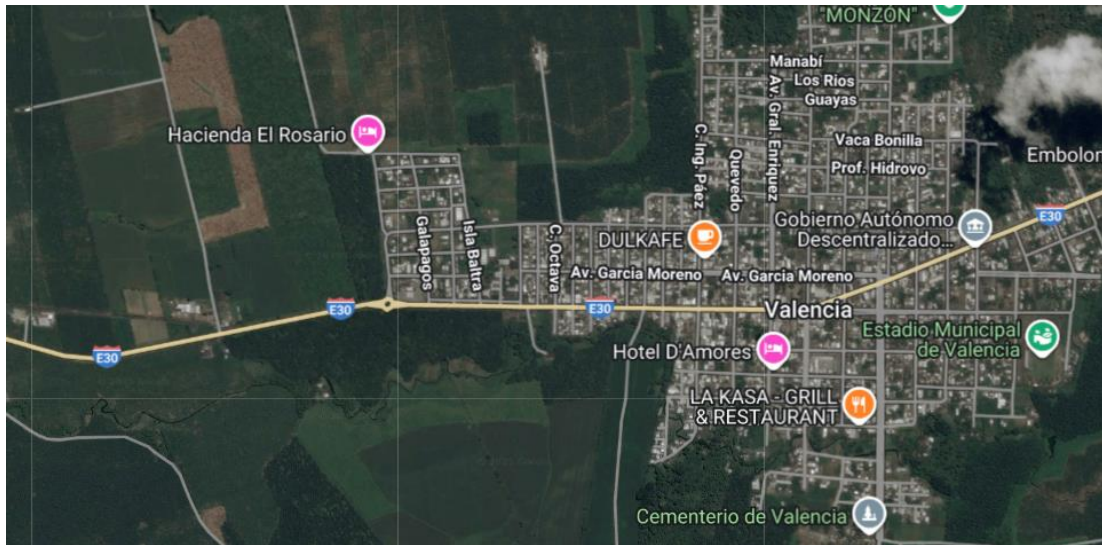 "MONZÓN"
Manabí
Los Rios
Guayas
Av. Gral. Enriquez
C. Ing. Páez
Quevedo
Vaca Bonilla
Prof. Hidrovo
Hacienda El Rosario
Embolon
E30
Galapagos
Isla Baltra
C. Octava
DULKAFE
Gobierno Autónomo
Descentralizado...
Av. Garcia Moreno
Av. Garcia Moreno
E30
E30
Valencia
E30
Hotel D'Amores
Estadio Municipal
de Valencia
LA KASA - GRILL
& RESTAURANT
Cementerio de Valencia